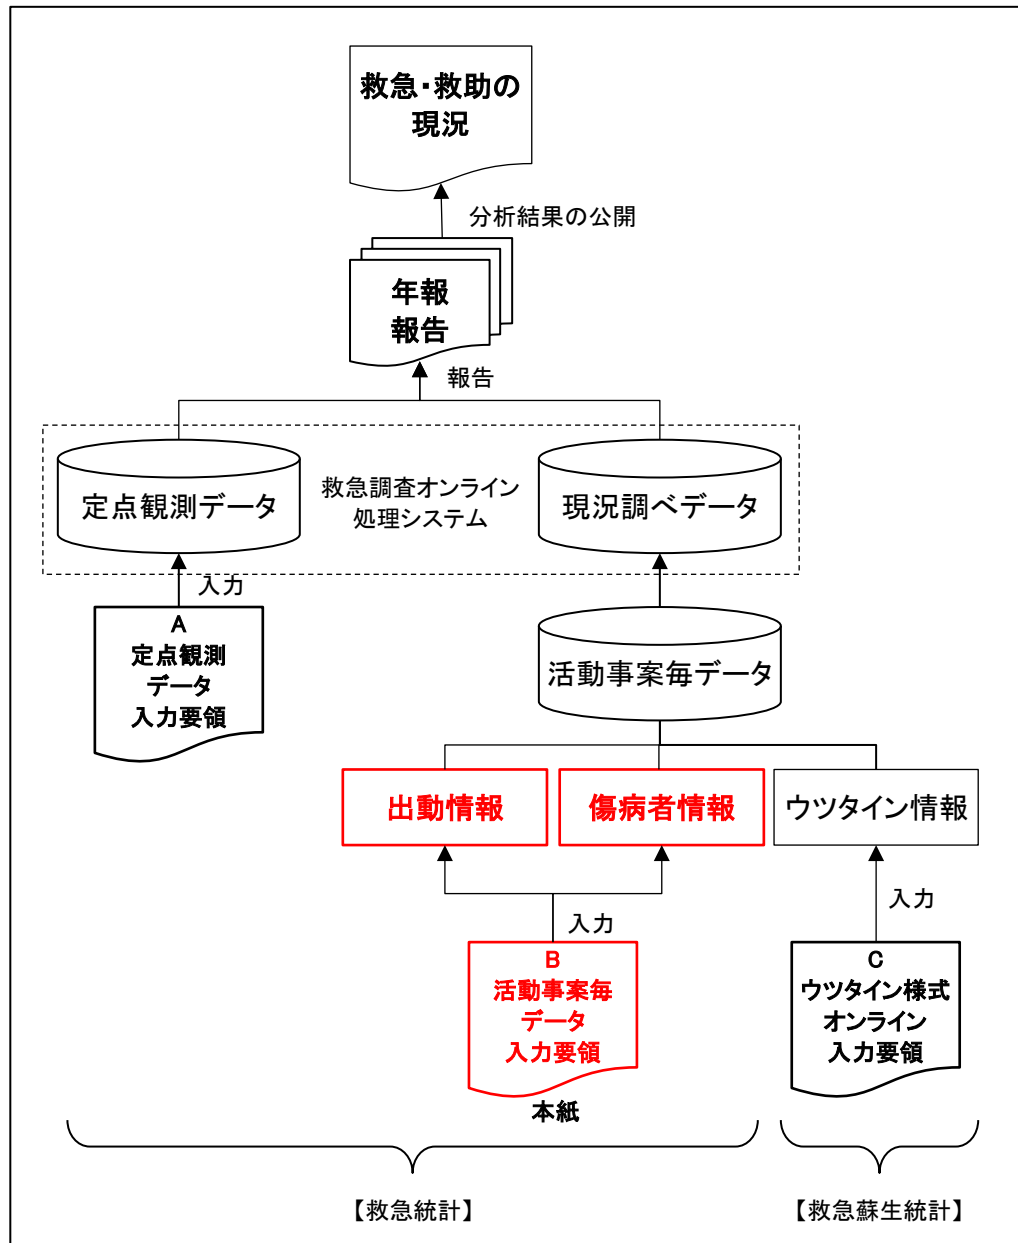 救急・救助の
現況
分析結果の公開
年報
報告
報告
定点観測データ
救急調査オンライン
処理システム
現況調べデータ
入力
A
定点観測
データ
入力要領
活動事案毎データ
出動情報
傷病者情報
ウツタイン情報
入力
入力
B
活動事案毎
データ
入力要領
C
ウツタイン様式
オンライン
入力要領
本紙
【救急統計】
【救急蘇生統計】